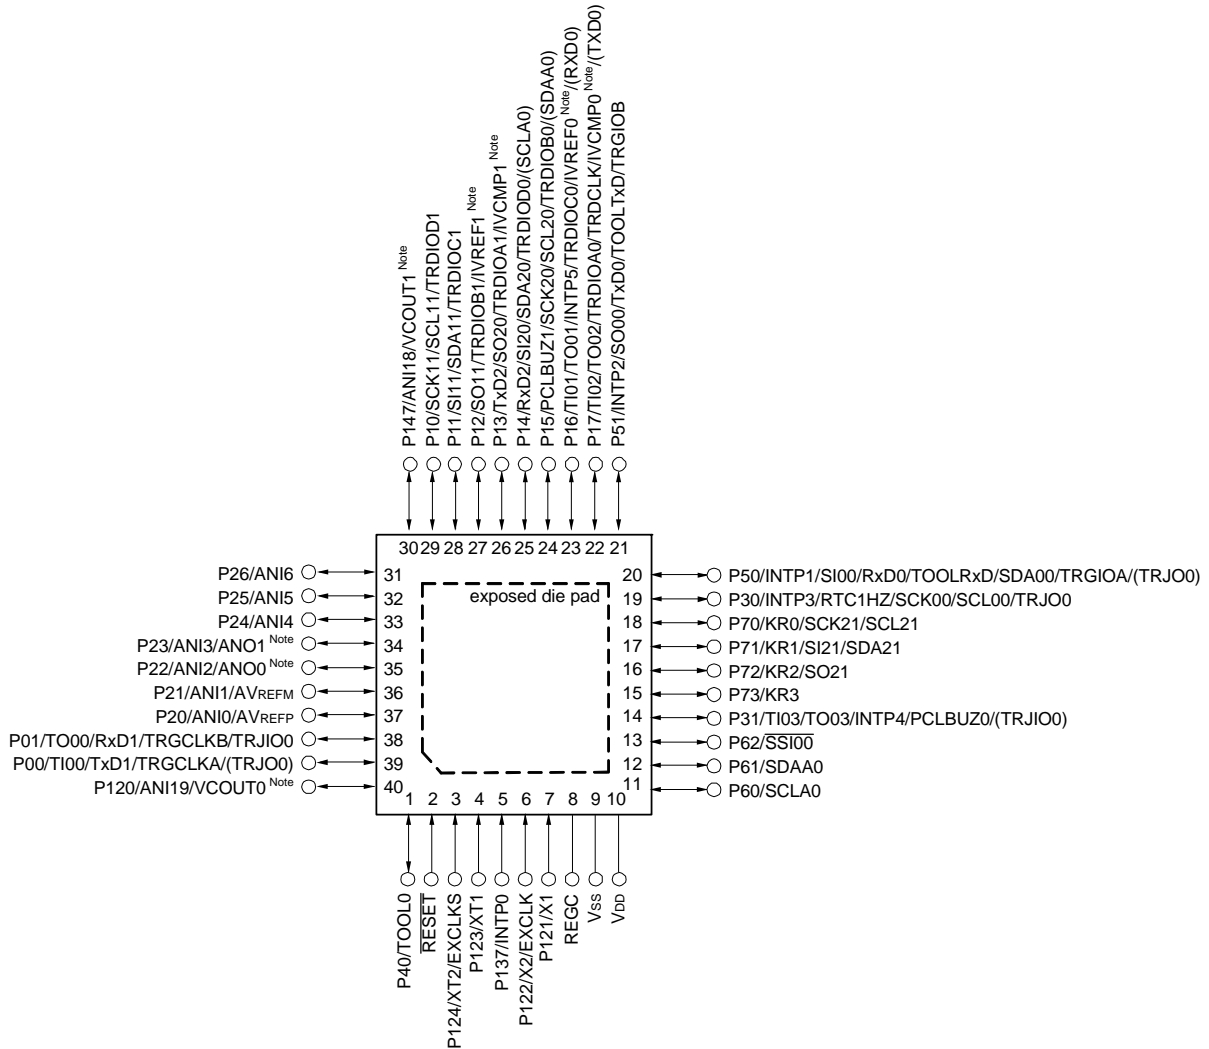 P147/ANI18/VCOUT1 Note
P10/SCK11/SCL11/TRDIOD1
P11/SI11/SDA11/TRDIOC1
P12/SO11/TRDIOB1/IVREF1 Note
P13/TxD2/SO20/TRDIOA1/IVCMP1 Note
P14/RxD2/SI20/SDA20/TRDIOD0/(SCLA0)
P15/PCLBUZ1/SCK20/SCL20/TRDIOB0/(SDAA0)
P16/TI01/TO01/INTP5/TRDIOC0/IVREF0 Note/(RXD0)
P17/TI02/TO02/TRDIOA0/TRDCLK/IVCMP0 Note/(TXD0)
P51/INTP2/SO00/TxD0/TOOLTxD/TRGIOB
30 29 28 27 26 25 24 23 22 21
P26/ANI6 31
P25/ANI5 32
P24/ANI4 33
P23/ANI3/ANO1 Note 34
P22/ANI2/ANO0 Note 35
P21/ANI1/AVREFM 36
P20/ANI0/AVREFP 37
P01/TO00/RxD1/TRGCLKB/TRJIO0 38
P00/TI00/TxD1/TRGCLKA/(TRJO0) 39
P120/ANI19/VCOUT0 Note 40
exposed die pad
20 P50/INTP1/SI00/RxD0/TOOLRxD/SDA00/TRGIOA/(TRJO0)
19 P30/INTP3/RTC1HZ/SCK00/SCL00/TRJO0
18 P70/KR0/SCK21/SCL21
17 P71/KR1/SI21/SDA21
16 P72/KR2/SO21
15 P73/KR3
14 P31/TI03/TO03/INTP4/PCLBUZ0/(TRJIO0)
13 P62/SSI00
12 P61/SDAA0
11 P60/SCLA0
1 2 3 4 5 6 7 8 9 10
P40/TOOL0
RESET
P124/XT2/EXCLKS
P123/XT1
P137/INTP0
P122/X2/EXCLK
P121/X1
REGC
VSS
VDD